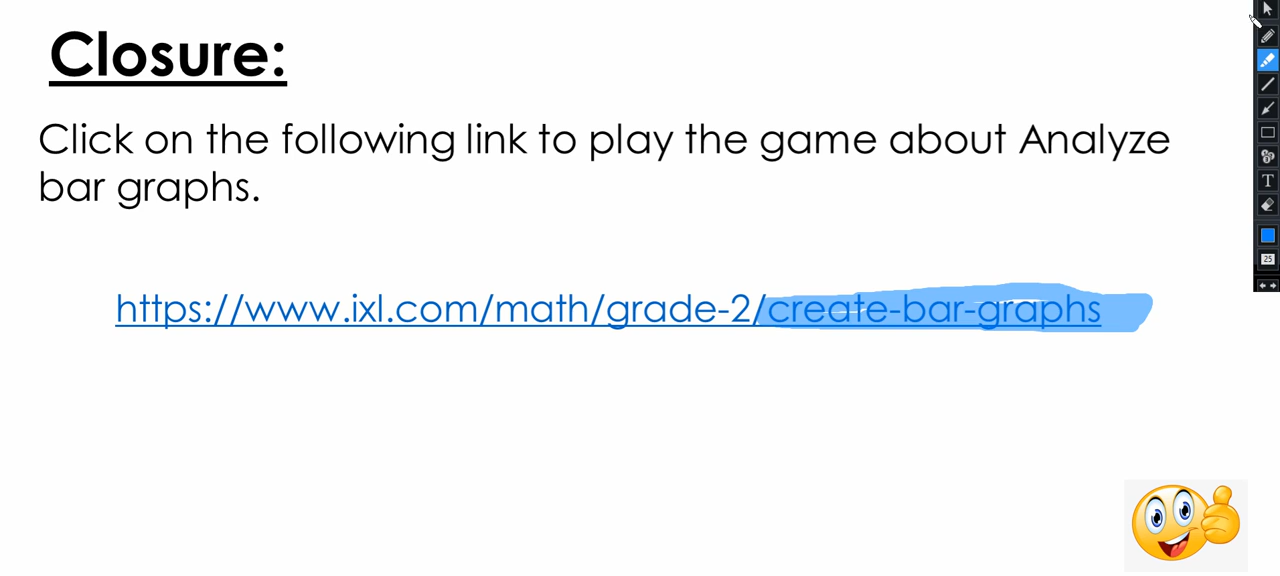 Closure:
Click on the following link to play the game about Analyze
bar graphs.
https://www.ixl.com/math/grade-2/create-bar-graphs
T
25